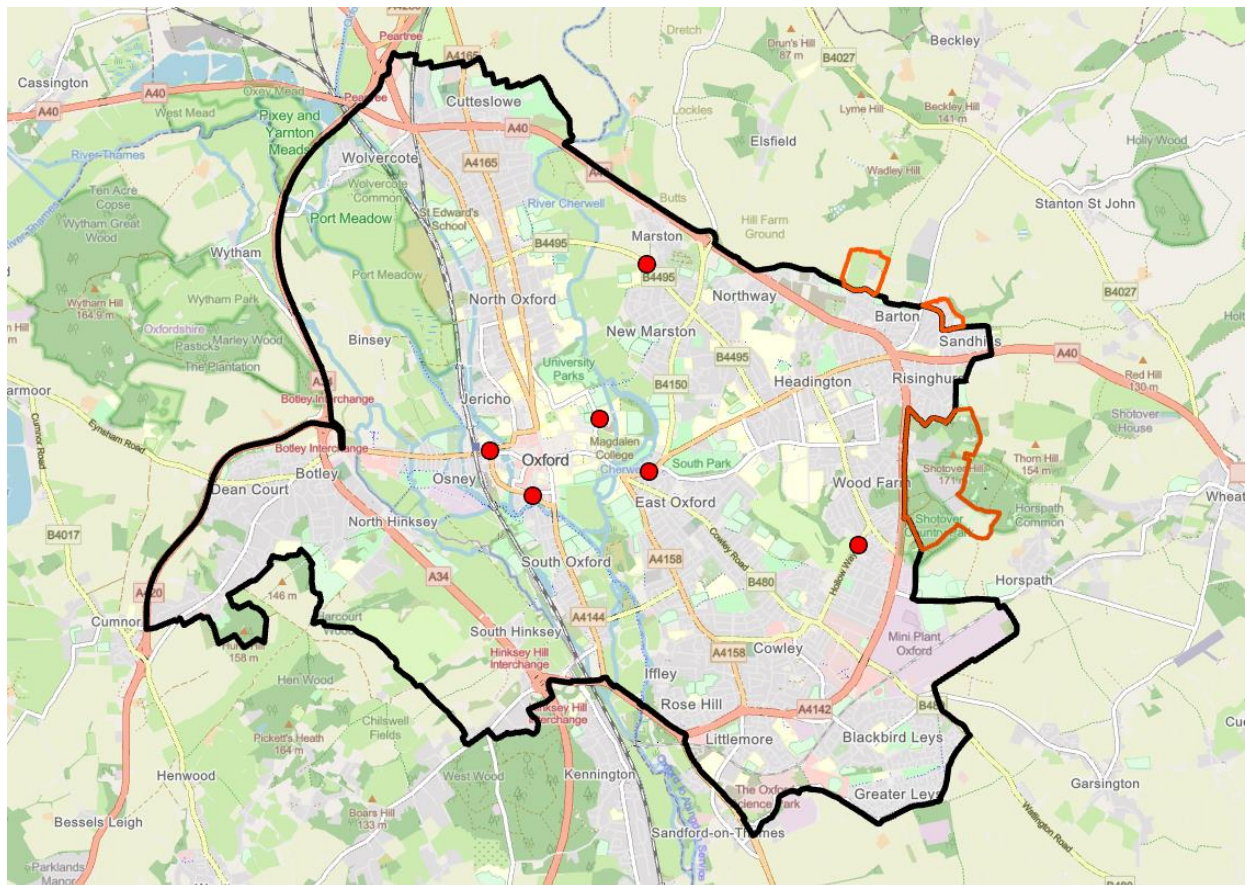 Peartree
A4165
Cassington
A40
A40
Oxey Mead
West Mead
Peartree
Cutteslowe
Pixey and
Yarnton
Meads
Wolvercote
Wolvercote
Common
A4165
A40
River Thames
Ten Acre
Copse
Wytham Great
Wood
Port Meadow
St Edward's
School
River Cherwell
Butts
Dretch
Drun's Hill
87 m
B4027
Beckley
Lockles
Lyme Hill
Beckley Hill
141 m
Elsfield
Wadley Hill
Holly Wood
Stanton St John
Hill Farm
Ground
Wytham
B4495
Marston
B4495
Port Meadow
Wytham Hill
164.9 m
Wytham Park
Oxfordshire
Marley Wood
Pasticks
The Plantation
North Oxford
Northway
B4027
Binsey
New Marston
Barton
Sandhills
University
Parks
B4495
A40
Headington
Risinghurst
Red Hill
130 m
B4150
Jericho
Botley Interchange
Cumnor Road
Eynsham Road
Shotover
House
Magdalen
College
Botley Interchange
Botley
Osney
Oxford
South Park
Shotover Hill
171 m
Thorn Hill
154 m
Dean Court
East Oxford
Wood Farm
Horspath
Common
North Hinksey
Shotover
B4017
South Oxford
A4158
Cowley Road
Hollow Way
B480
Horspath
A34
A420
Cumnor
146 m
A4144
South Hinksey
Mini Plant
Oxford
158 m
Hinksey Hill
Interchange
A4158
Cowley
Hen Wood
Iffley
Rose Hill
A4142
Chilswell
Fields
Pickett's Heath
164 m
Littlemore
Blackbird Leys
Henwood
West Wood
Kennington
Garsington
The Oxford
Science Park
Greater Leys
Bessels Leigh
Boars Hill
133 m
Sandford-on-Thames
Watlington Road
Parklands
Manor